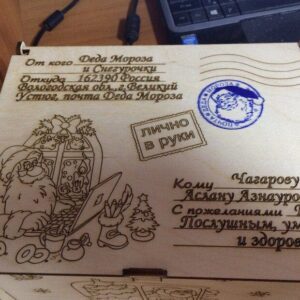 От кого Деда Мороза
и Снегурочки
Откуда 162390 Россия
Вологодская обл., г.Великий
Устюг, почта Деда Мороза
лично
в руки
Кому Чагарову
Аслану Азнауро
С пожеланиями
Послушным, ум
и здоров